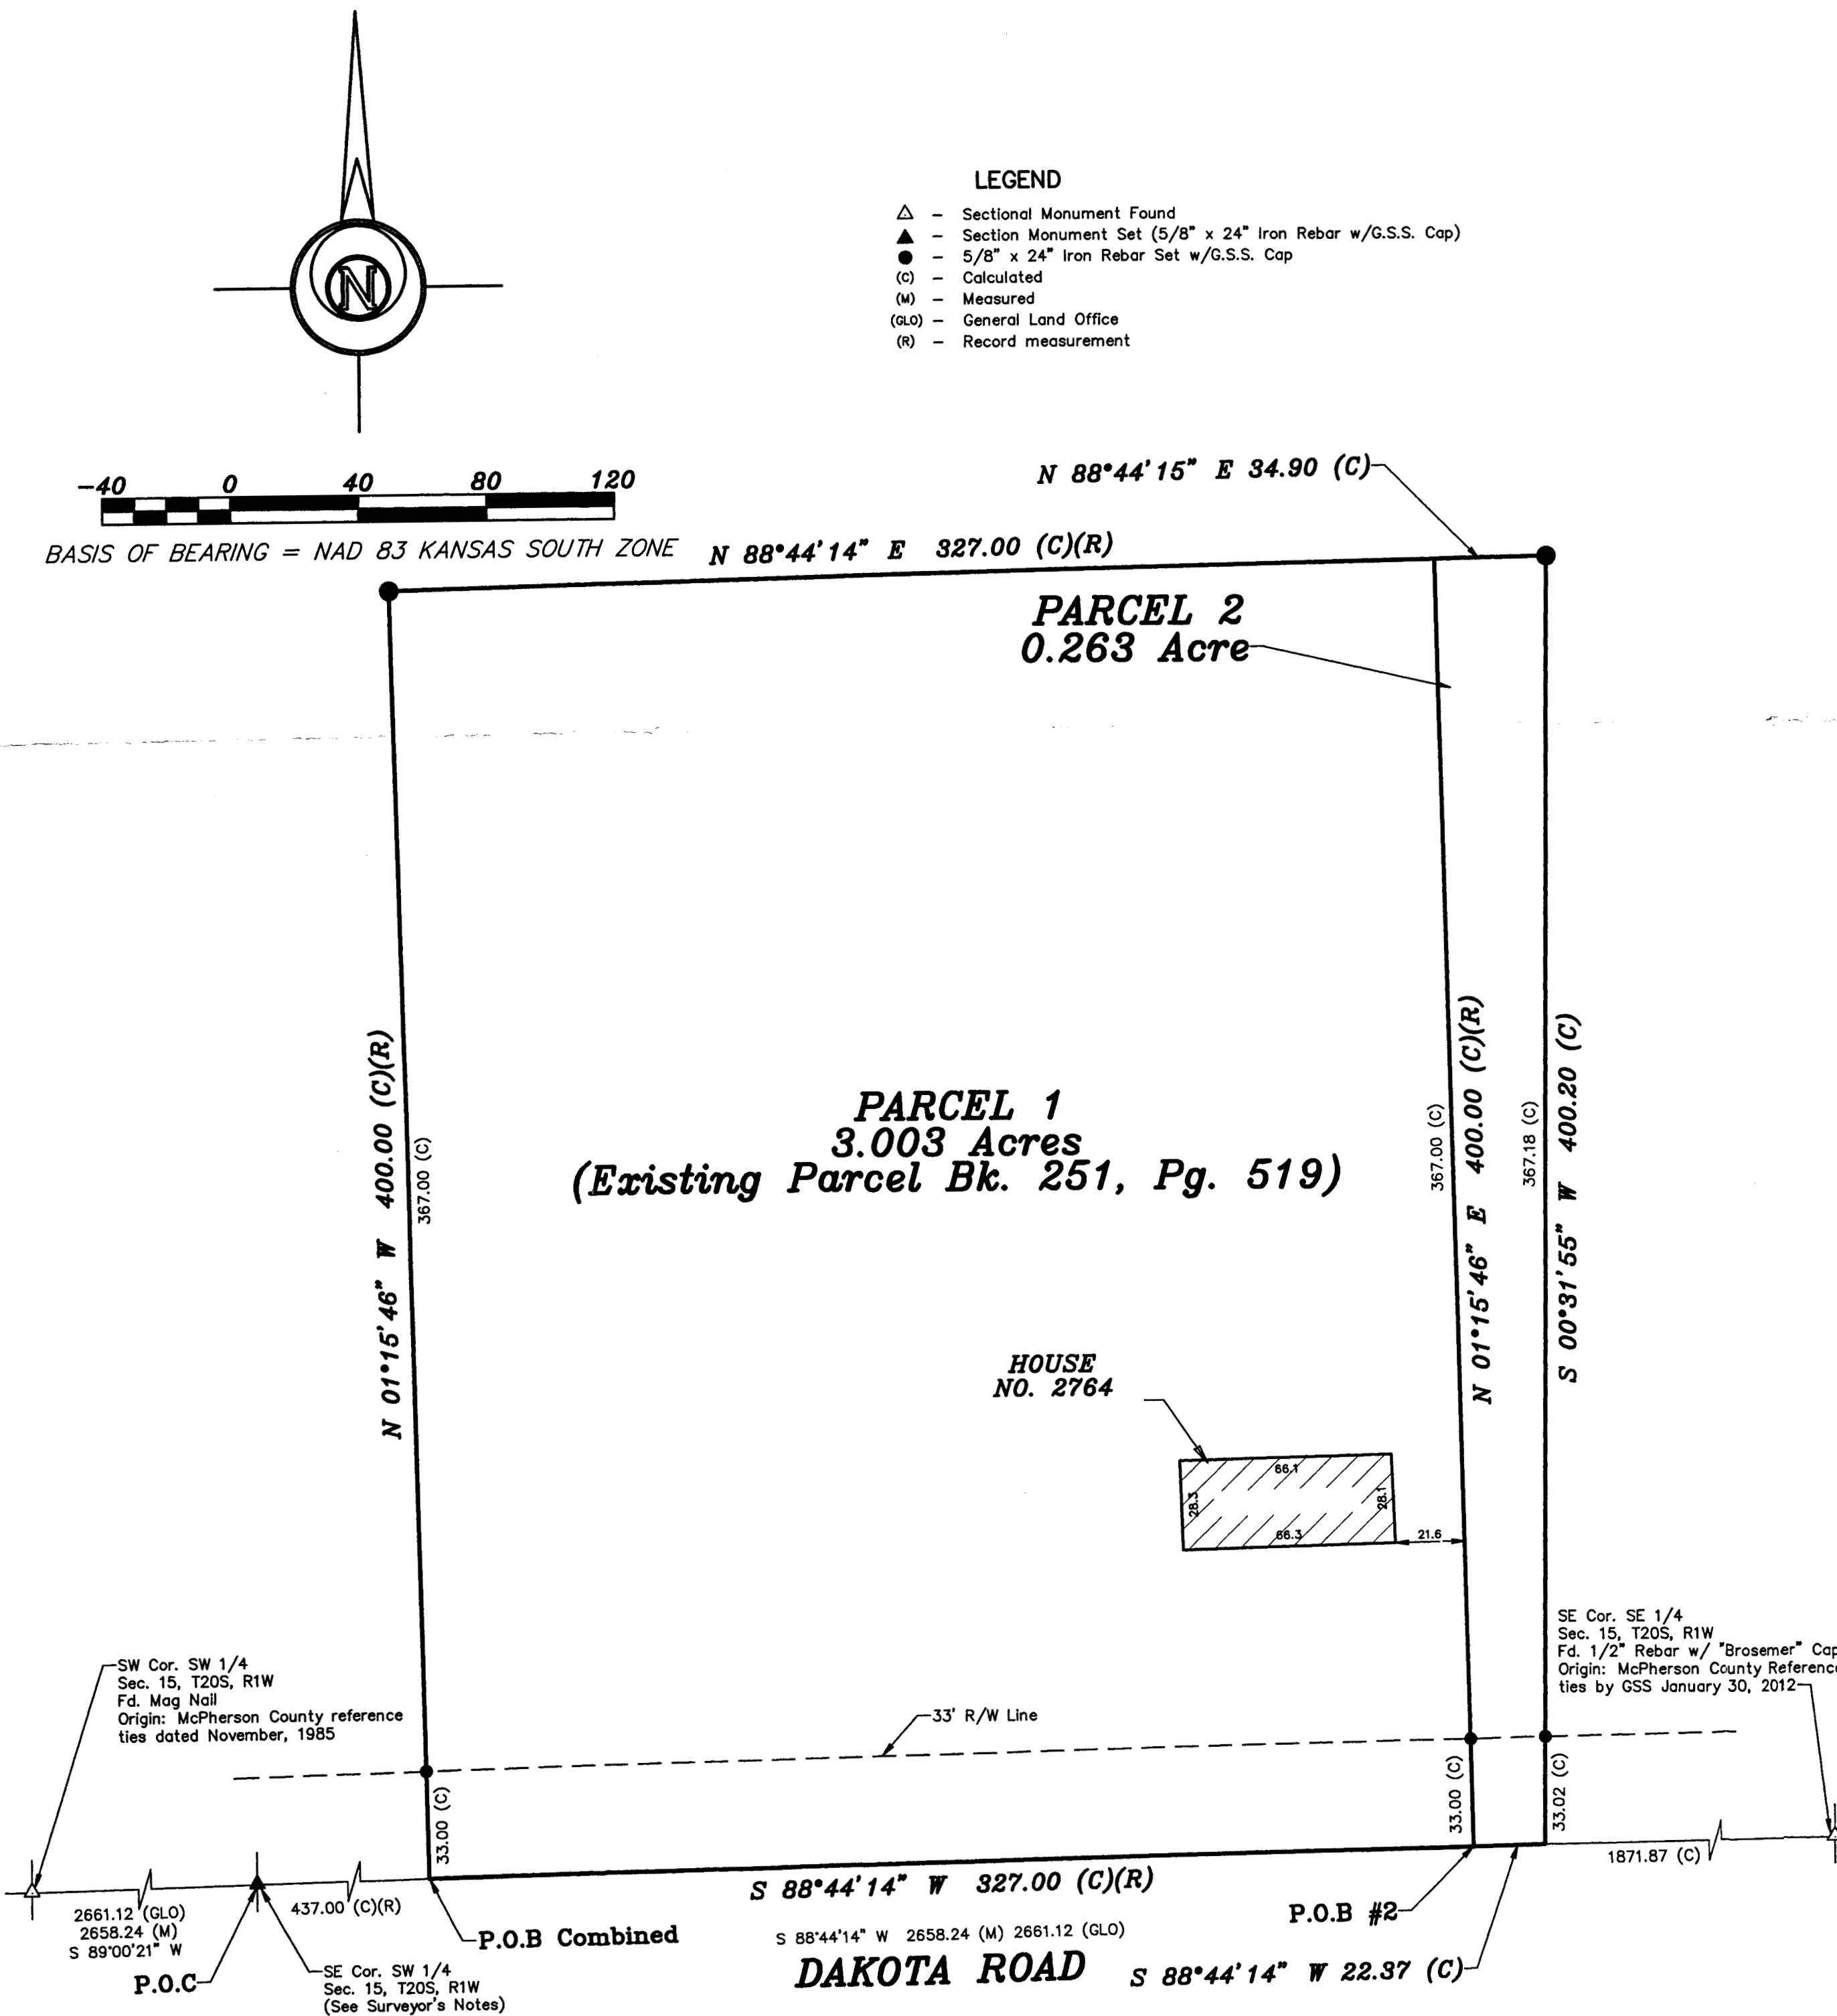 N
LEGEND
△ – Sectional Monument Found
▲ – Section Monument Set (5/8" x 24" Iron Rebar w/G.S.S. Cap)
● – 5/8" x 24" Iron Rebar Set w/G.S.S. Cap
(C) – Calculated
(M) – Measured
(GLO) – General Land Office
(R) – Record measurement
-40 0 40 80 120
BASIS OF BEARING = NAD 83 KANSAS SOUTH ZONE
N 88°44'15" E 34.90 (C)
N 88°44'14" E 327.00 (C)(R)
PARCEL 2
0.263 Acre
N 01°15'46" W 400.00 (C)(R)
367.00 (C)
PARCEL 1
3.003 Acres
(Existing Parcel Bk. 251, Pg. 519)
367.00 (C)
N 01°15'46" E 400.00 (C)(R)
367.18 (C)
S 00°31'55" W 400.20 (C)
HOUSE
NO. 2764
66.1
28.3
28.1
66.3
21.6
SW Cor. SW 1/4
Sec. 15, T20S, R1W
Fd. Mag Nail
Origin: McPherson County reference
ties dated November, 1985
SE Cor. SE 1/4
Sec. 15, T20S, R1W
Fd. 1/2" Rebar w/ "Brosemer" Cap
Origin: McPherson County Reference
ties by GSS January 30, 2012
33' R/W Line
33.00 (C)
33.00 (C)
33.02 (C)
1871.87 (C)
2661.12 (GLO)
2658.24 (M)
S 89°00'21" W
437.00 (C)(R)
P.O.C
SE Cor. SW 1/4
Sec. 15, T20S, R1W
(See Surveyor's Notes)
P.O.B Combined
S 88°44'14" W 327.00 (C)(R)
P.O.B #2
S 88°44'14" W 2658.24 (M) 2661.12 (GLO)
DAKOTA ROAD
S 88°44'14" W 22.37 (C)